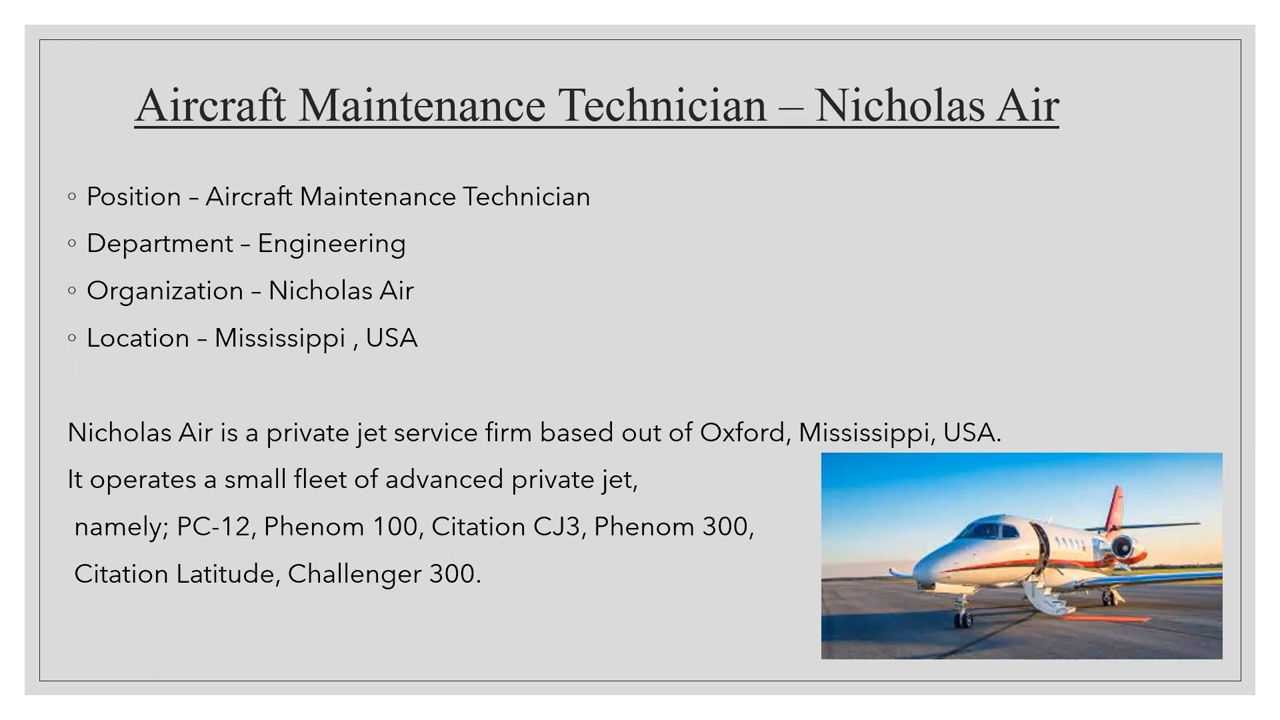 Aircraft Maintenance Technician – Nicholas Air
◦ Position – Aircraft Maintenance Technician
◦ Department – Engineering
◦ Organization – Nicholas Air
◦ Location – Mississippi , USA
Nicholas Air is a private jet service firm based out of Oxford, Mississippi, USA.
It operates a small fleet of advanced private jet,
namely; PC-12, Phenom 100, Citation CJ3, Phenom 300,
Citation Latitude, Challenger 300.